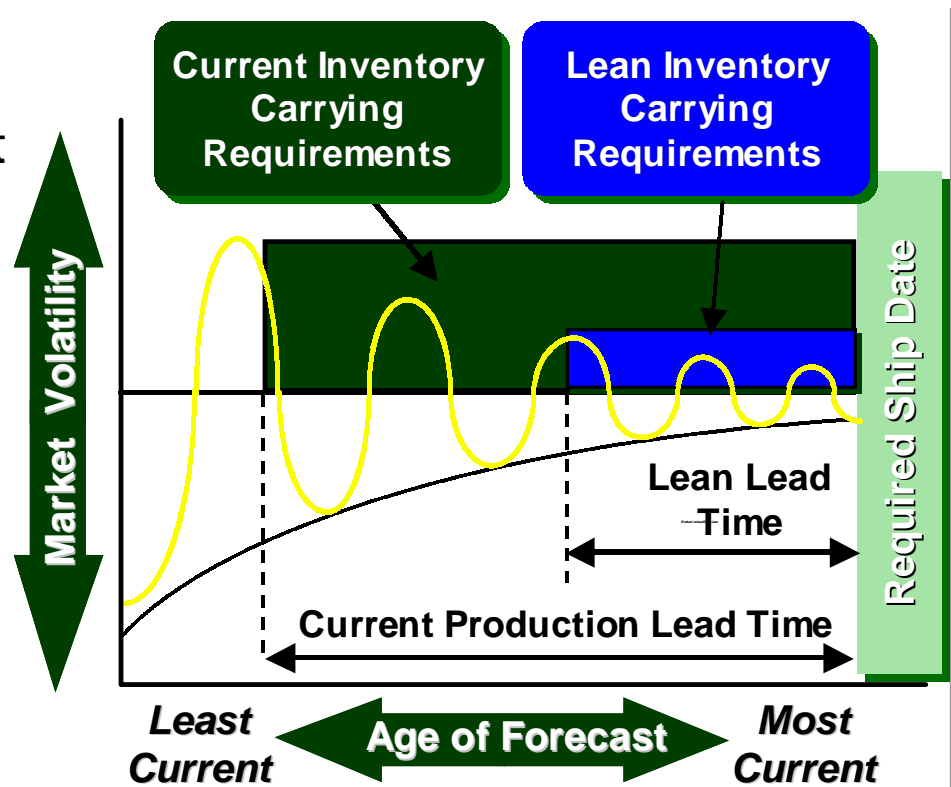 Current Inventory
Carrying
Requirements
Lean Inventory
Carrying
Requirements
t
Market Volatility
Required Ship Date
Lean Lead
Time
Current Production Lead Time
Least
Current
Age of Forecast
Most
Current